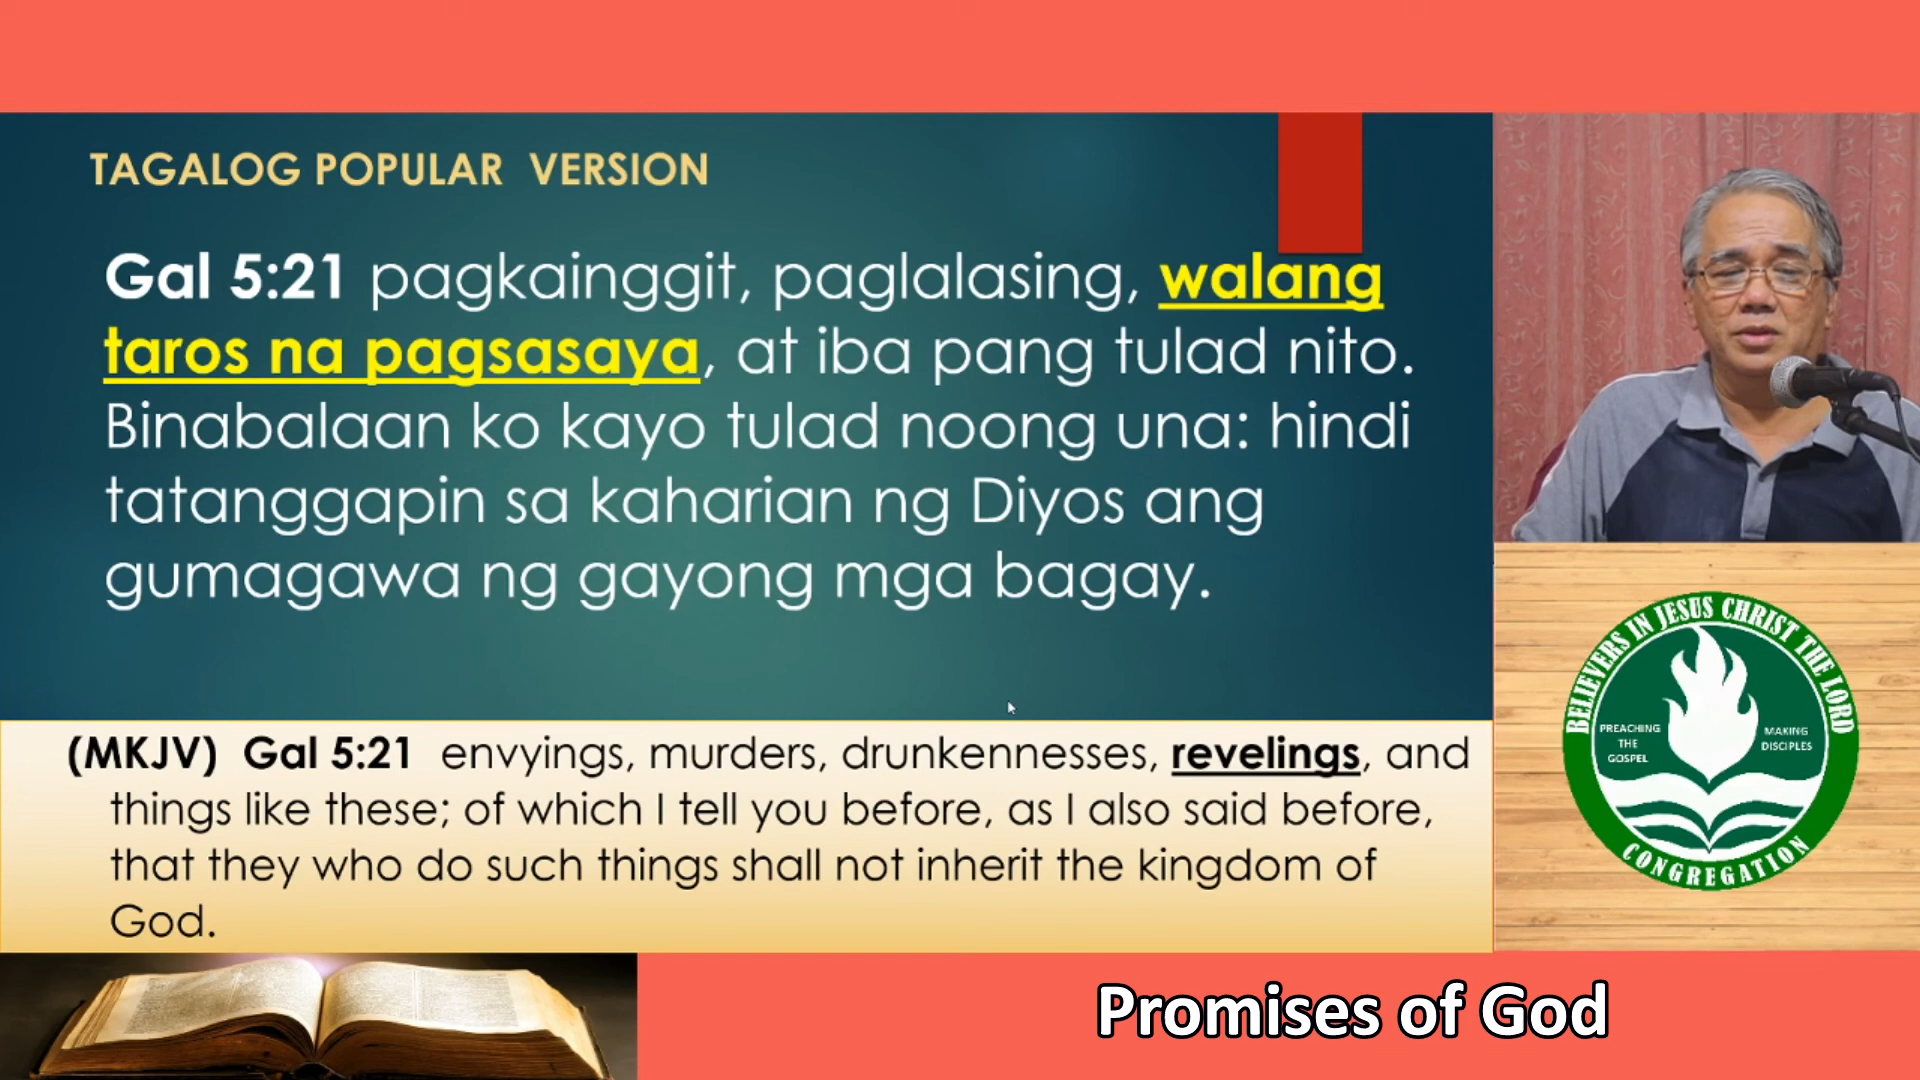 TAGALOG POPULAR VERSION
Gal 5:21 pagkainggit, paglalasing, walang
taros na pagsasaya, at iba pang tulad nito.
Binabalaan ko kayo tulad noong una: hindi
tatanggapin sa kaharian ng Diyos ang
gumagawa ng gayong mga bagay.
(MKJV) Gal 5:21 envyings, murders, drunkennesses, revelings, and
things like these; of which I tell you before, as I also said before,
that they who do such things shall not inherit the kingdom of
God.
BELIEVERS IN JESUS CHRIST THE LORD
PREACHING
THE
GOSPEL
MAKING
DISCIPLES
CONGREGATION
Promises of God